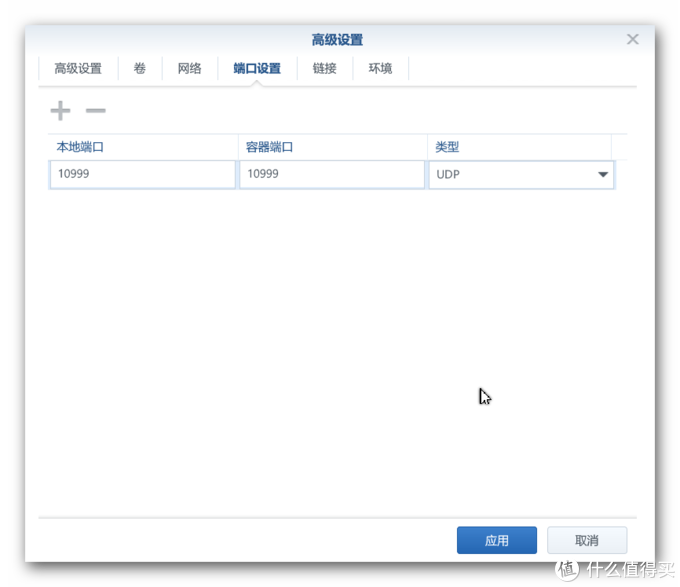 高级设置
高级设置 卷 网络 端口设置 链接 环境
本地端口 容器端口 类型
10999 10999 UDP
应用 取消
值 什么值得买